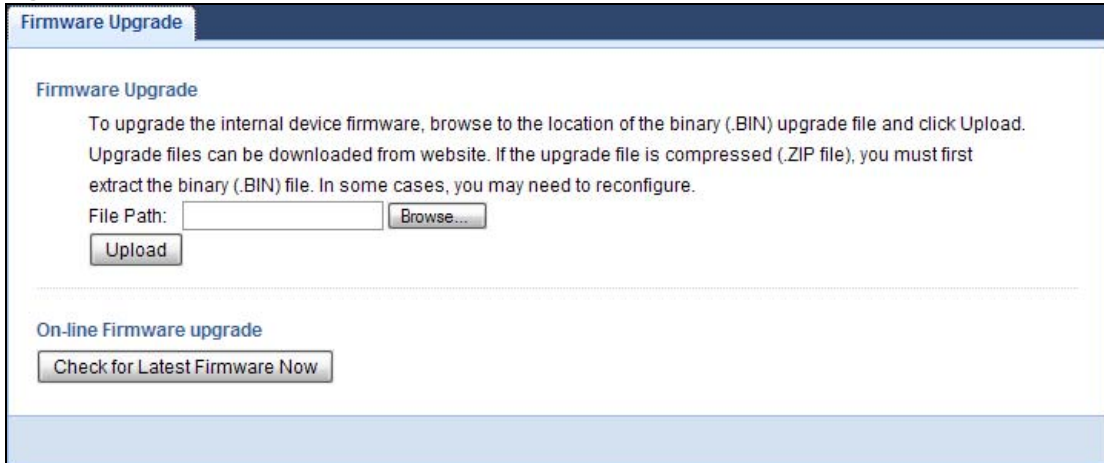 Firmware Upgrade
Firmware Upgrade
To upgrade the internal device firmware, browse to the location of the binary (.BIN) upgrade file and click Upload.
Upgrade files can be downloaded from website. If the upgrade file is compressed (.ZIP file), you must first
extract the binary (.BIN) file. In some cases, you may need to reconfigure.
File Path: Browse...
Upload
On-line Firmware upgrade
Check for Latest Firmware Now